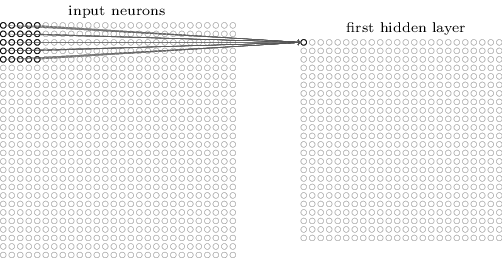 input neurons
first hidden layer